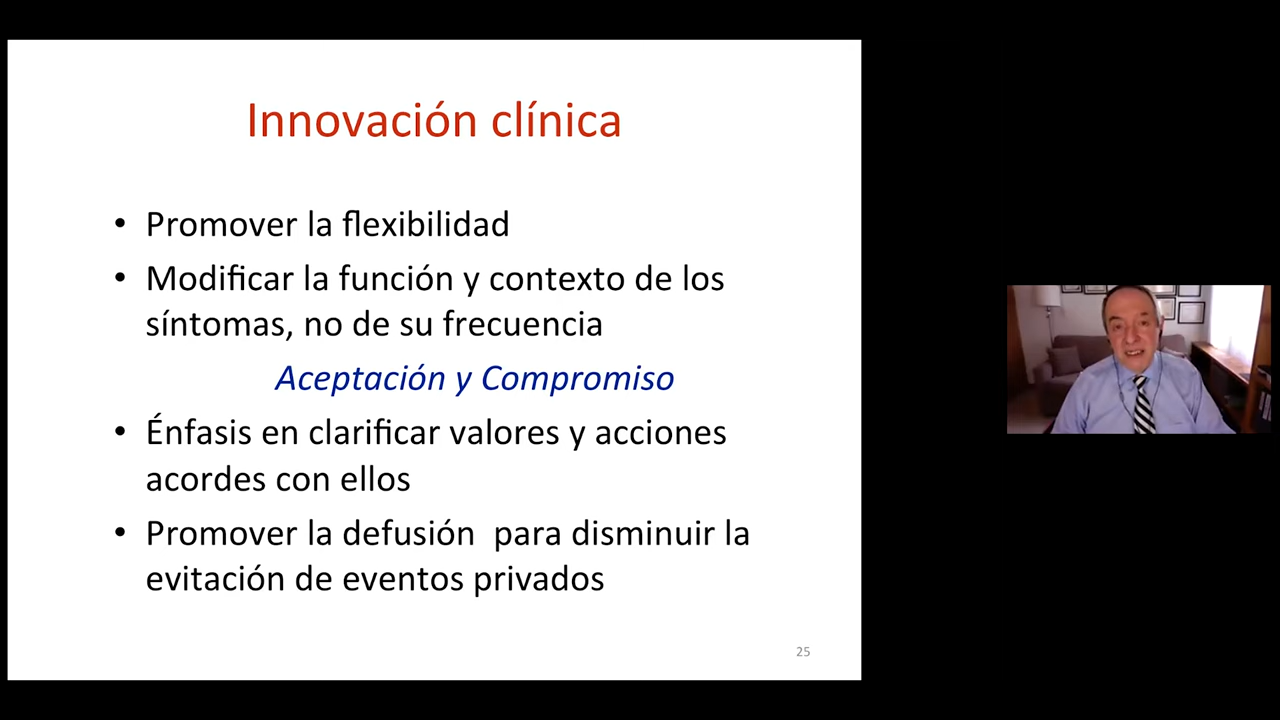 Innovación clínica
• Promover la flexibilidad
• Modificar la función y contexto de los
síntomas, no de su frecuencia
Aceptación y Compromiso
• Énfasis en clarificar valores y acciones
acordes con ellos
• Promover la defusión  para disminuir la
evitación de eventos privados
25